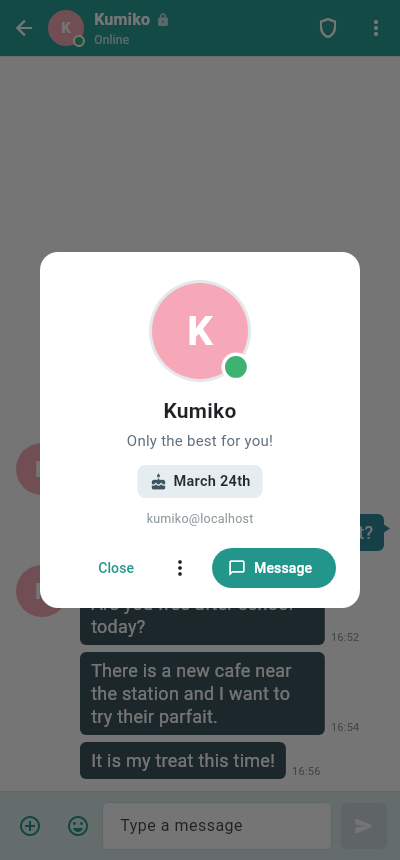 K
Kumiko
Online
K
Kumiko
Only the best for you!
March 24th
kumiko@localhost
Close
Message
t?
today?
16:52
There is a new cafe near
the station and I want to
try their parfait.
16:54
It is my treat this time!
16:56
Type a message